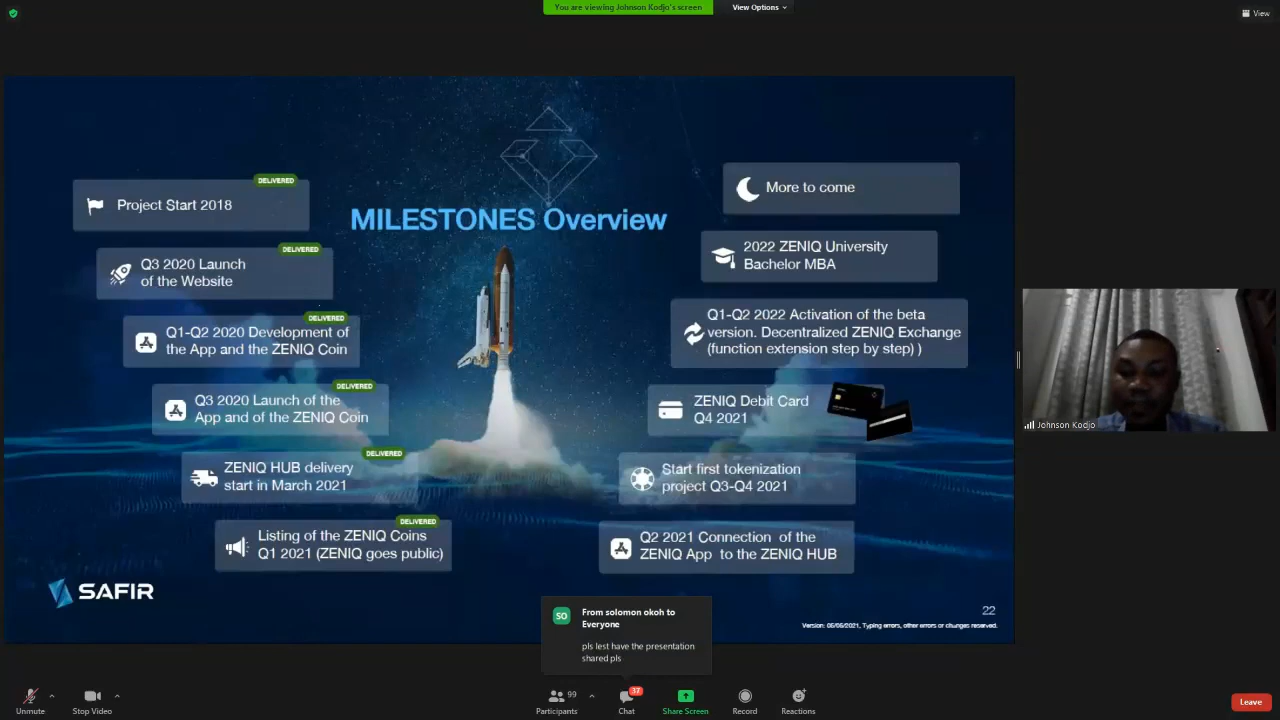 You are viewing Johnson Kodjo's screen
View Options
View
MILESTONES Overview
DELIVERED
Project Start 2018
DELIVERED
Q3 2020 Launch
of the Website
DELIVERED
Q1-Q2 2020 Development of
the App and the ZENIQ Coin
DELIVERED
Q3 2020 Launch of the
App and of the ZENIQ Coin
DELIVERED
ZENIQ HUB delivery
start in March 2021
DELIVERED
Listing of the ZENIQ Coins
Q1 2021 (ZENIQ goes public)
More to come
2022 ZENIQ University
Bachelor MBA
Q1-Q2 2022 Activation of the beta
version. Decentralized ZENIQ Exchange
(function extension step by step) )
ZENIQ Debit Card
Q4 2021
Start first tokenization
project Q3-Q4 2021
Q2 2021 Connection of the
ZENIQ App to the ZENIQ HUB
SAFIR
22
Version: 06/06/2021, Typing errors, other errors or changes reserved.
Johnson Kodjo
SO
From solomon okoh to
Everyone
pls lest have the presentation
shared pls
Unmute
Stop Video
99
Participants
37
Chat
Share Screen
Record
Reactions
Leave